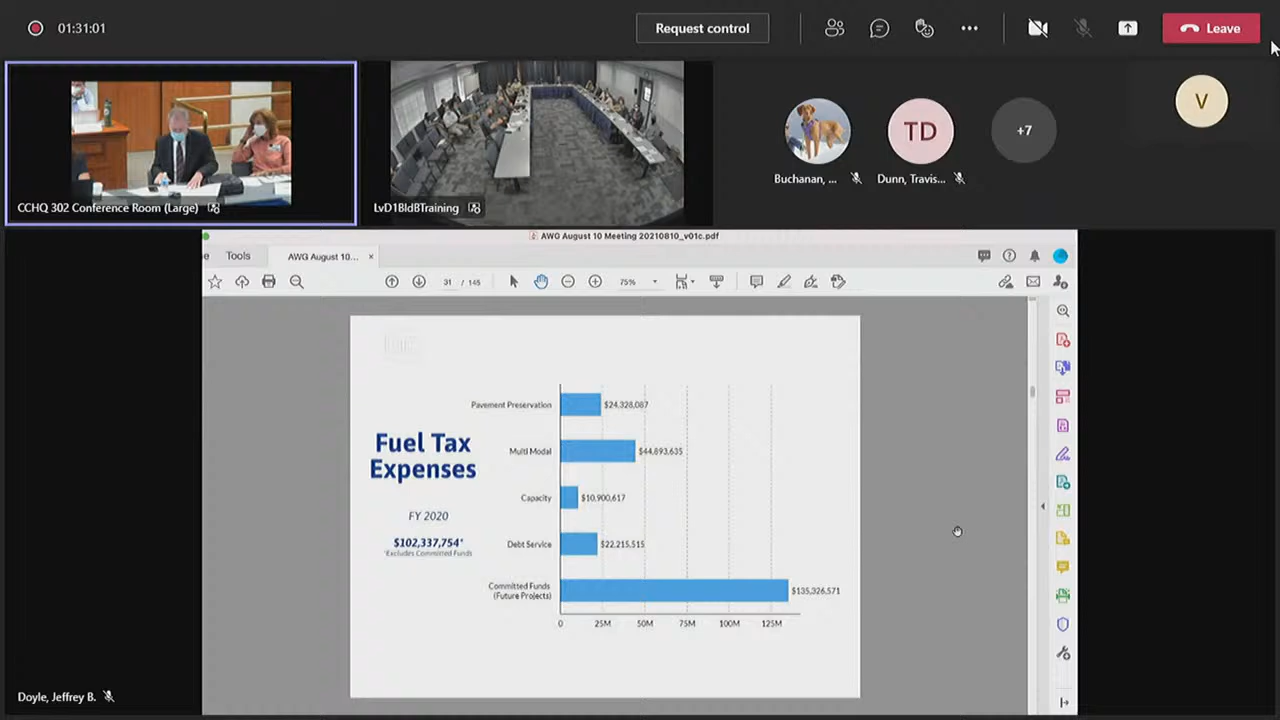 01:31:01
Request control
Leave
CCHQ 302 Conference Room (Large)
LvD1BldBTraining
Buchanan, ...
TD
Dunn, Travis...
+7
V
AWG August 10 Meeting 20210810_v01c.pdf
e Tools AWG August 10... ×
31 / 145
75%
Fuel Tax
Expenses
FY 2020
$102,337,754*
*Excludes Committed Funds
Pavement Preservation $24,328,087
Multi Modal $44,893,635
Capacity $10,900,617
Debt Service $22,215,515
Committed Funds
(Future Projects)
$135,326,571
0 25M 50M 75M 100M 125M
Doyle, Jeffrey B.